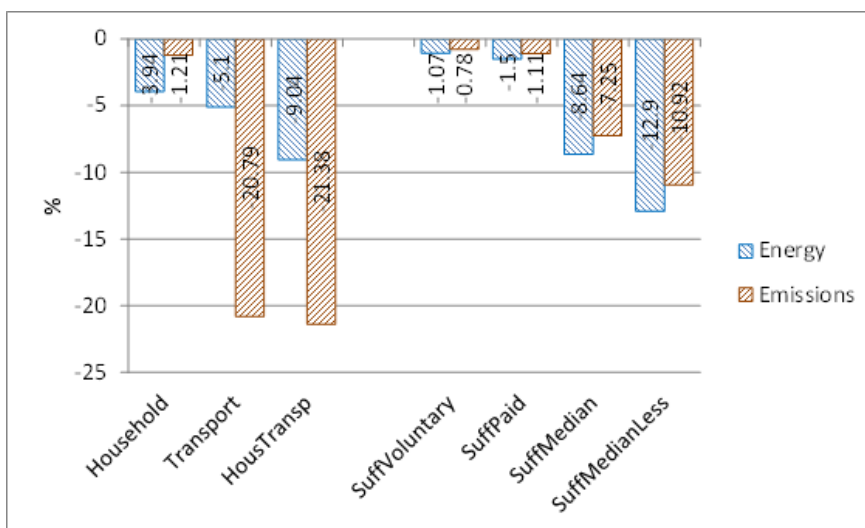 0
-5
-10
-15
-20
-25
%
-3.94
-1.21
-5.1
-20.79
-9.04
-21.38
-1.07
-0.78
-1.5
-1.11
-8.64
-7.25
-12.9
-10.92
Household
Transport
HousTransp
SuffVoluntary
SuffPaid
SuffMedian
SuffMedianLess
Energy
Emissions